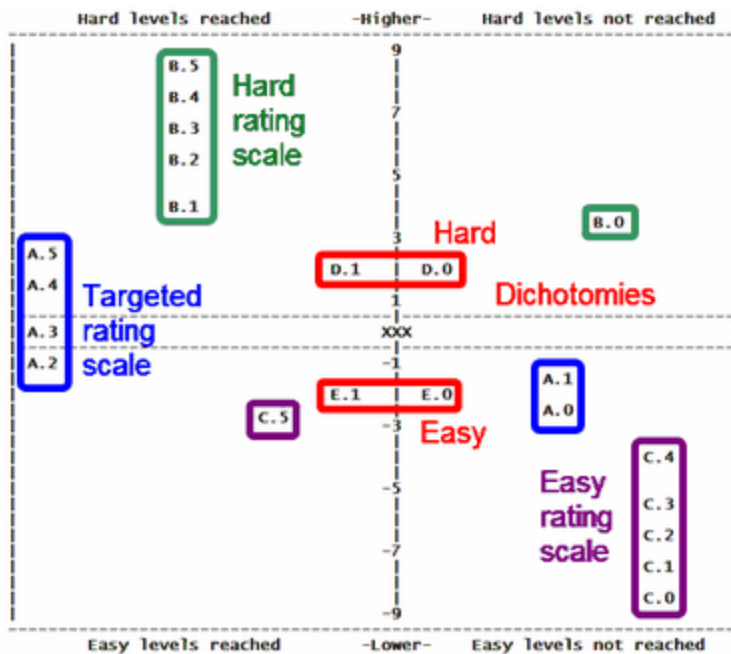 Hard levels reached -Higher- Hard levels not reached
9
B.5
Hard
rating
scale
B.4
7
B.3
B.2
5
B.1
B.0
3
Hard
A.5
D.1 D.0
A.4
Targeted
rating
scale
Dichotomies
1
A.3
XXX
A.2
-1
A.1
E.1 E.0
A.0
C.5
-3
Easy
C.4
Easy
rating
scale
-5
C.3
C.2
-7
C.1
C.0
-9
Easy levels reached -Lower- Easy levels not reached